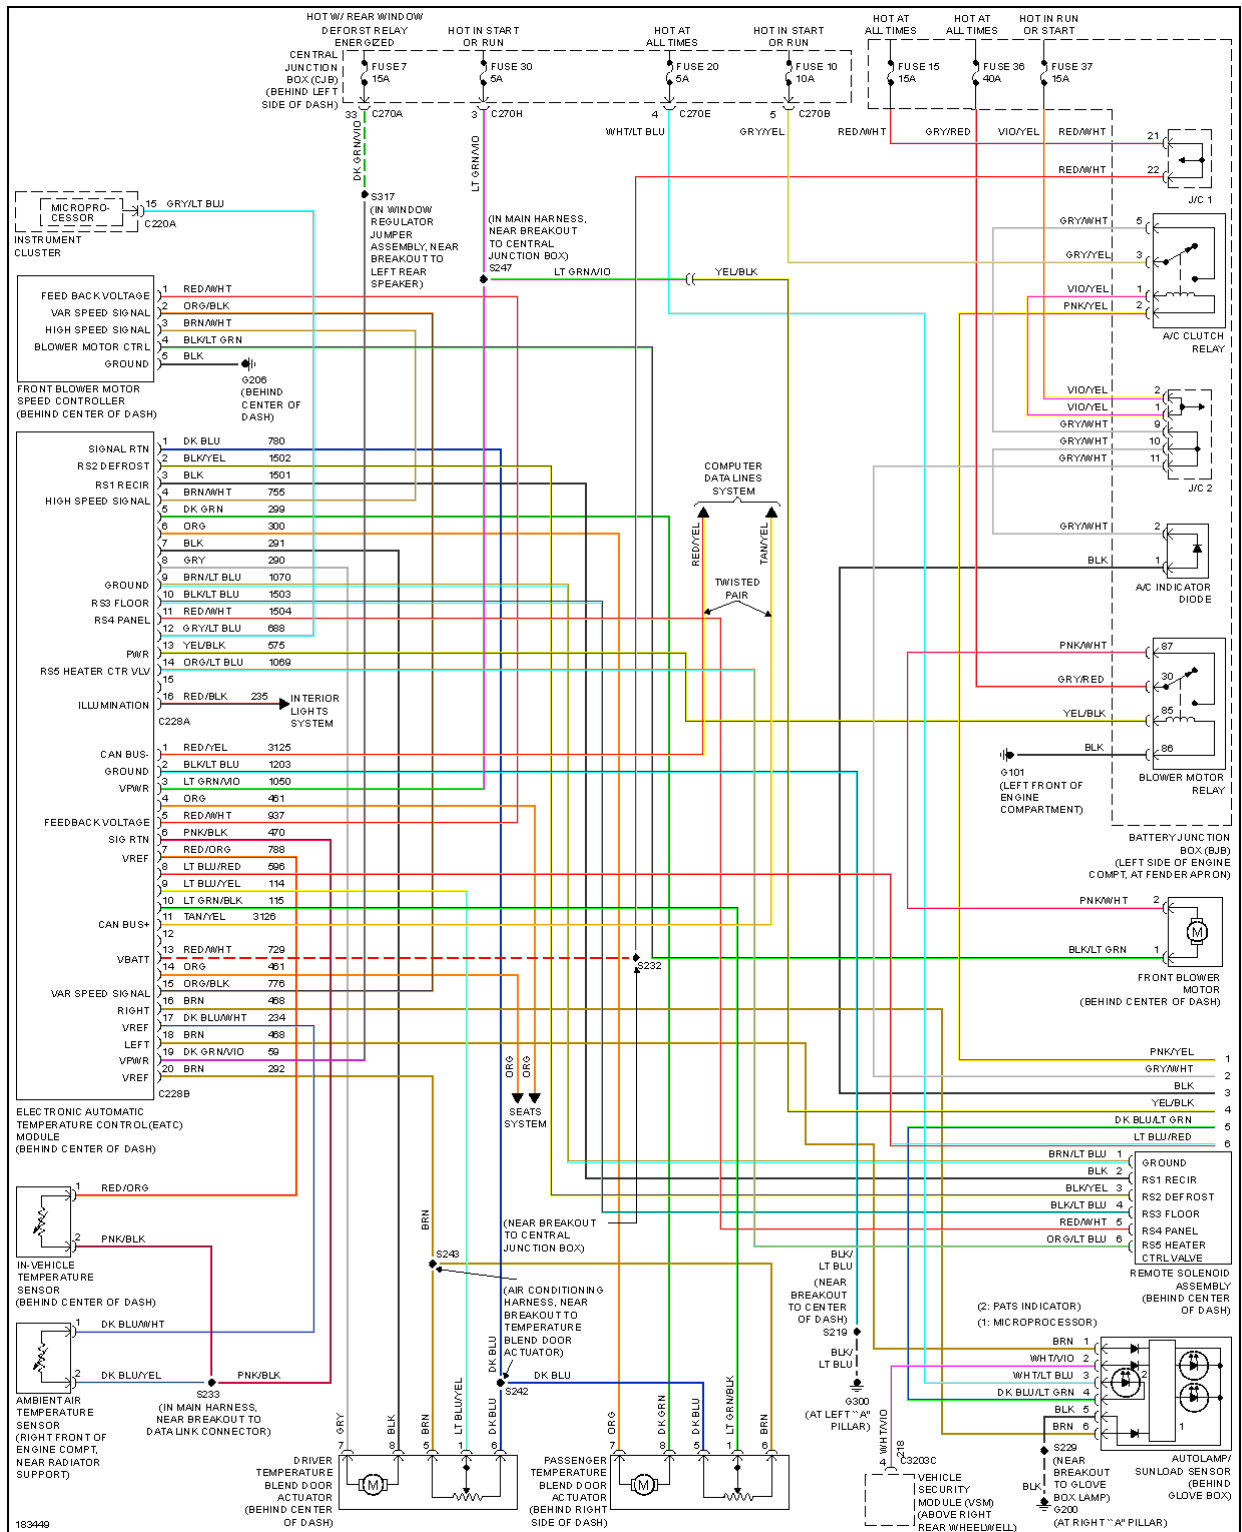 HOT W/ REAR WINDOW
DEFORST RELAY
ENERGIZED
HOT IN START
OR RUN
HOT AT
ALL TIMES
HOT IN START
OR RUN
HOT AT
ALL TIMES
HOT AT
ALL TIMES
HOT IN RUN
OR START
CENTRAL
JUNCTION
BOX (CJB)
(BEHIND LEFT
SIDE OF DASH)
FUSE 7
15A
FUSE 30
5A
FUSE 20
5A
FUSE 10
10A
FUSE 15
15A
FUSE 36
40A
FUSE 37
15A
33 C270A
3 C270H
4 C270E
5 C270B
DK GRN/VIO
LT GRN/VIO
WHT/LT BLU
GRY/YEL
RED/WHT
GRY/RED
VIO/YEL
RED/WHT 21
RED/WHT 22
J/C 1
S317
(IN WINDOW
REGULATOR
JUMPER
ASSEMBLY, NEAR
BREAKOUT TO
LEFT REAR
SPEAKER)
(IN MAIN HARNESS,
NEAR BREAKOUT
TO CENTRAL
JUNCTION BOX)
S247
LT GRN/VIO
YEL/BLK
MICROPRO-
CESSOR
15 GRY/LT BLU
C220A
INSTRUMENT
CLUSTER
GRY/WHT 5
GRY/YEL 3
VIO/YEL 1
PNK/YEL 2
A/C CLUTCH
RELAY
FEED BACK VOLTAGE 1 RED/WHT
VAR SPEED SIGNAL 2 ORG/BLK
HIGH SPEED SIGNAL 3 BRN/WHT
BLOWER MOTOR CTRL 4 BLK/LT GRN
GROUND 5 BLK
FRONT BLOWER MOTOR
SPEED CONTROLLER
(BEHIND CENTER OF DASH)
G206
(BEHIND
CENTER OF
DASH)
VIO/YEL 2
VIO/YEL 1
GRY/WHT 9
GRY/WHT 10
GRY/WHT 11
J/C 2
SIGNAL RTN 1 DK BLU 780
RS2 DEFROST 2 BLK/YEL 1502
RS1 RECIR 3 BLK 1501
HIGH SPEED SIGNAL 4 BRN/WHT 755
5 DK GRN 299
6 ORG 300
7 BLK 291
8 GRY 290
GROUND 9 BRN/LT BLU 1070
RS3 FLOOR 10 BLK/LT BLU 1503
RS4 PANEL 11 RED/WHT 1504
12 GRY/LT BLU 688
PWR 13 YEL/BLK 575
RS5 HEATER CTR VLV 14 ORG/LT BLU 1069
15
ILLUMINATION 16 RED/BLK 235
C228A
INTERIOR
LIGHTS
SYSTEM
COMPUTER
DATA LINES
SYSTEM
RED/YEL
TAN/YEL
TWISTED
PAIR
GRY/WHT 2
BLK 1
A/C INDICATOR
DIODE
PNK/WHT 87
GRY/RED 30
YEL/BLK 85
BLK 86
BLOWER MOTOR
RELAY
G101
(LEFT FRONT OF
ENGINE
COMPARTMENT)
BATTERY JUNCTION
BOX (BJB)
(LEFT SIDE OF ENGINE
COMPT, AT FENDER APRON)
CAN BUS- 1 RED/YEL 3125
GROUND 2 BLK/LT BLU 1203
VPWR 3 LT GRN/VIO 1050
4 ORG 461
FEEDBACK VOLTAGE 5 RED/WHT 937
SIG RTN 6 PNK/BLK 470
VREF 7 RED/ORG 788
8 LT BLU/RED 596
9 LT BLU/YEL 114
10 LT GRN/BLK 115
CAN BUS+ 11 TAN/YEL 3126
12
VBATT 13 RED/WHT 729
14 ORG 461
VAR SPEED SIGNAL 15 ORG/BLK 776
RIGHT 16 BRN 468
VREF 17 DK BLU/WHT 234
LEFT 18 BRN 468
VPWR 19 DK GRN/VIO 59
VREF 20 BRN 292
C228B
ELECTRONIC AUTOMATIC
TEMPERATURE CONTROL (EATC)
MODULE
(BEHIND CENTER OF DASH)
S232
PNK/WHT 2
M
BLK/LT GRN 1
FRONT BLOWER
MOTOR
(BEHIND CENTER OF DASH)
ORG
ORG
SEATS
SYSTEM
PNK/YEL 1
GRY/WHT 2
BLK 3
YEL/BLK 4
DK BLU/LT GRN 5
LT BLU/RED 6
BRN/LT BLU 1 GROUND
BLK 2 RS1 RECIR
BLK/YEL 3 RS2 DEFROST
BLK/LT BLU 4 RS3 FLOOR
RED/WHT 5 RS4 PANEL
ORG/LT BLU 6 RS5 HEATER
CTRL VALVE
REMOTE SOLENOID
ASSEMBLY
(BEHIND CENTER
OF DASH)
1 RED/ORG
2 PNK/BLK
IN-VEHICLE
TEMPERATURE
SENSOR
(BEHIND CENTER OF DASH)
1 DK BLU/WHT
2 DK BLU/YEL
S233
PNK/BLK
(IN MAIN HARNESS,
NEAR BREAKOUT TO
DATA LINK CONNECTOR)
AMBIENT AIR
TEMPERATURE
SENSOR
(RIGHT FRONT OF
ENGINE COMPT,
NEAR RADIATOR
SUPPORT)
BRN
S243
(NEAR BREAKOUT
TO CENTRAL
JUNCTION BOX)
(AIR CONDITIONING
HARNESS, NEAR
BREAKOUT TO
TEMPERATURE
BLEND DOOR
ACTUATOR)
DK BLU
S242
DK BLU
BLK/
LT BLU
(NEAR
BREAKOUT
TO CENTER
OF DASH)
S219
BLK/
LT BLU
G300
(AT LEFT ``A"
PILLAR)
(2: PATS INDICATOR)
(1: MICROPROCESSOR)
BRN 1
WHT/VIO 2
WHT/LT BLU 3
DK BLU/LT GRN 4
BLK 5
BRN 6
2
1
AUTOLAMP/
SUNLOAD SENSOR
(BEHIND
GLOVE BOX)
S229
(NEAR
BREAKOUT
TO GLOVE
BOX LAMP)
BLK
G200
(AT RIGHT ``A" PILLAR)
WHT/VIO
218
4 C3203C
VEHICLE
SECURITY
MODULE (VSM)
(ABOVE RIGHT
REAR WHEELWELL)
GRY
BLK
BRN
LT BLU/YEL
DK BLU
7 8 5 1 6
M
DRIVER
TEMPERATURE
BLEND DOOR
ACTUATOR
(BEHIND CENTER
OF DASH)
ORG
DK GRN
DK BLU
LT GRN/BLK
BRN
7 8 5 1 6
M
PASSENGER
TEMPERATURE
BLEND DOOR
ACTUATOR
(BEHIND RIGHT
SIDE OF DASH)
183449